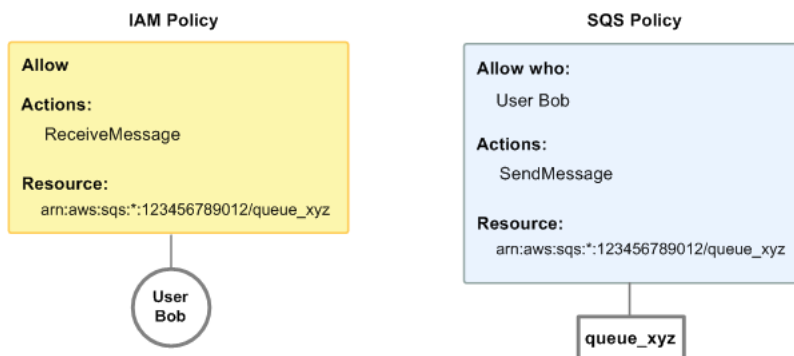 IAM Policy
Allow
Actions:
ReceiveMessage
Resource:
arn:aws:sqs:*:123456789012/queue_xyz
User
Bob
SQS Policy
Allow who:
User Bob
Actions:
SendMessage
Resource:
arn:aws:sqs:*:123456789012/queue_xyz
queue_xyz